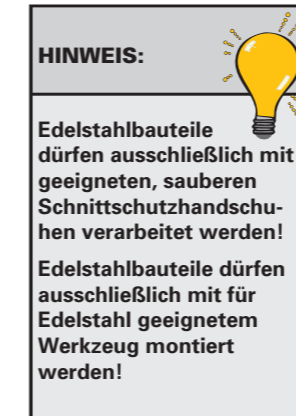 HINWEIS:
Edelstahlbauteile
dürfen ausschließlich mit
geeigneten, sauberen
Schnittschutzhandschu-
hen verarbeitet werden!
Edelstahlbauteile dürfen
ausschließlich mit für
Edelstahl geeignetem
Werkzeug montiert
werden!